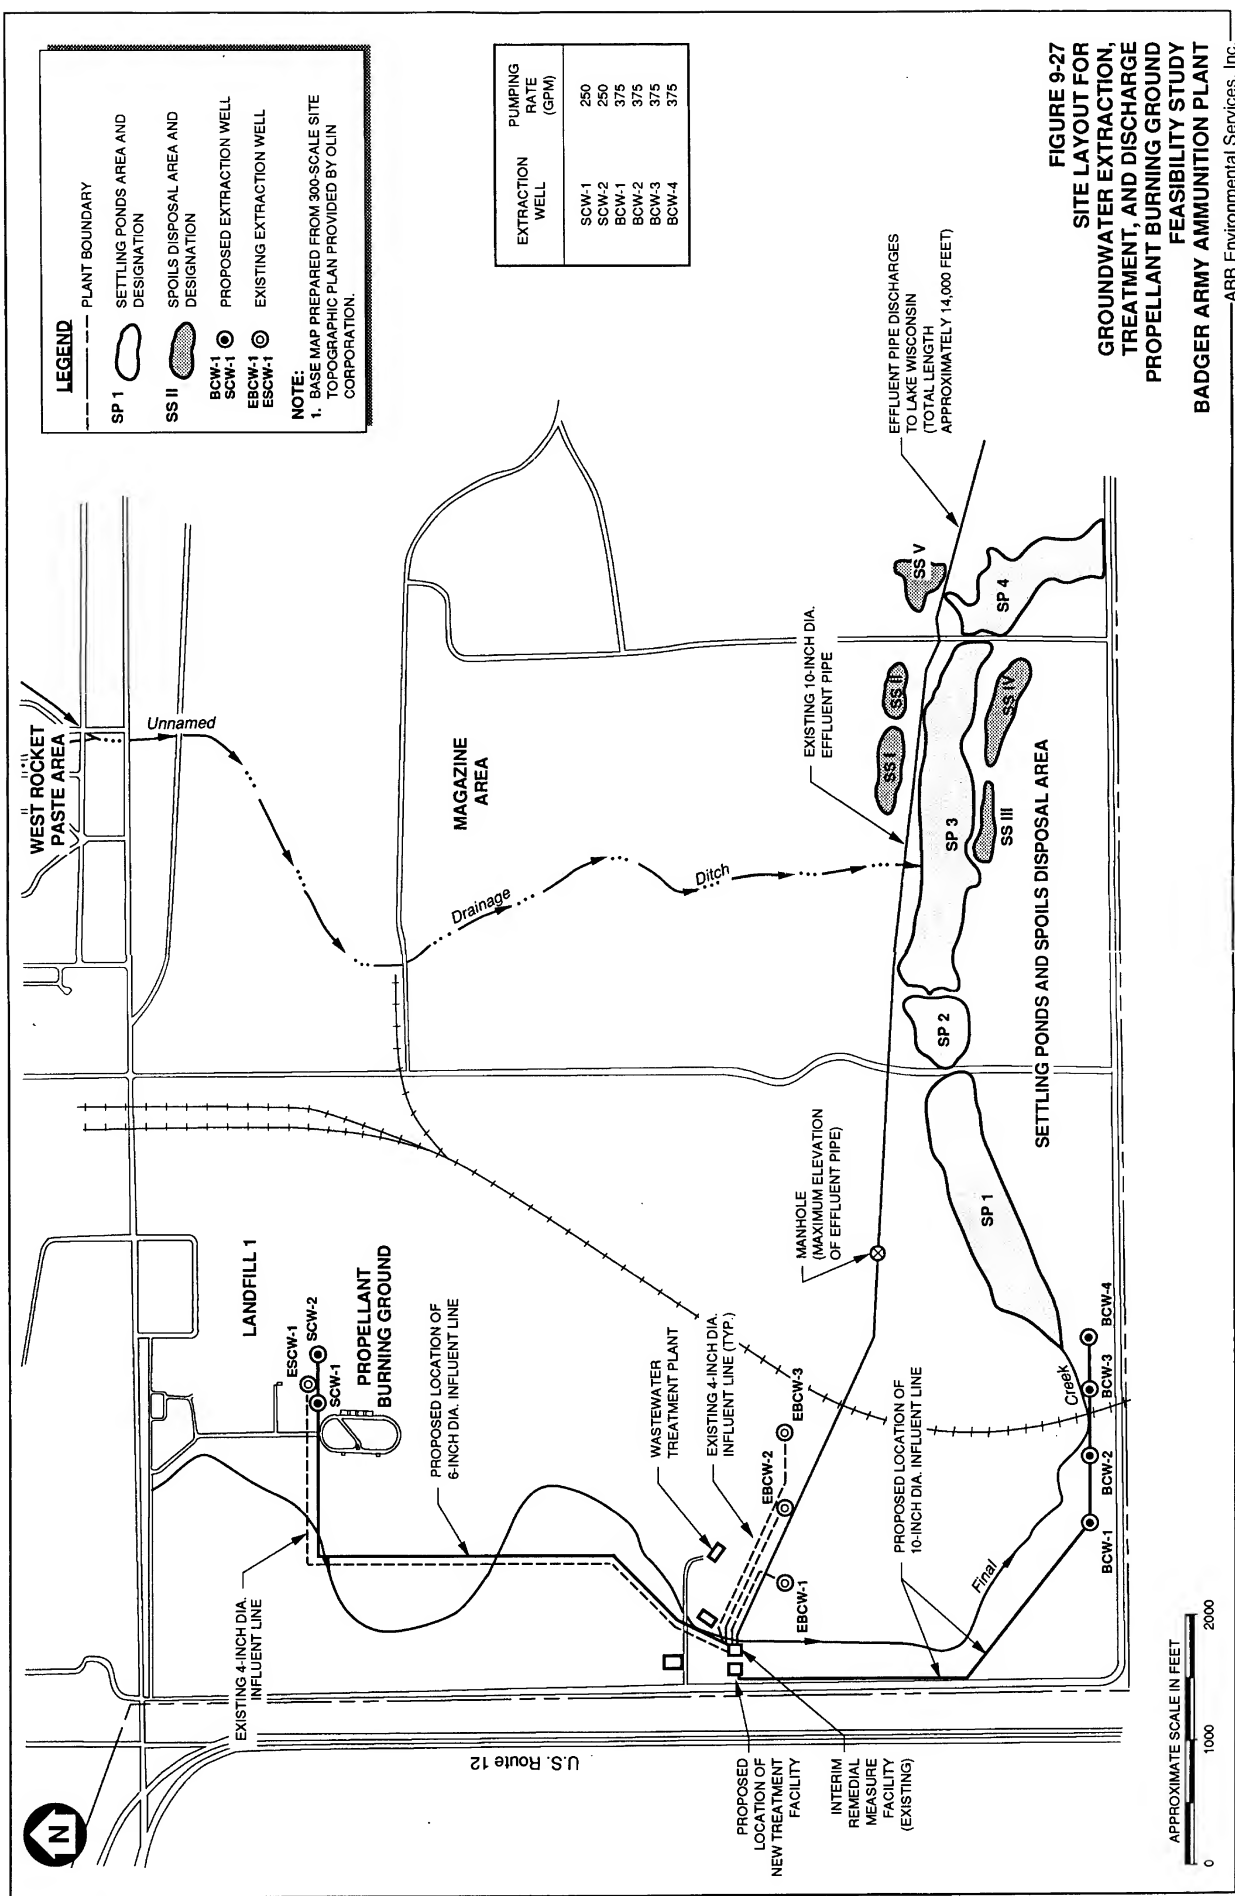 LEGEND
PLANT BOUNDARY
SP 1
SETTLING PONDS AREA AND
DESIGNATION
SS II
SPOILS DISPOSAL AREA AND
DESIGNATION
BCW-1
SCW-1
PROPOSED EXTRACTION WELL
EBCW-1
ESCW-1
EXISTING EXTRACTION WELL
NOTE:
1. BASE MAP PREPARED FROM 300-SCALE SITE
TOPOGRAPHIC PLAN PROVIDED BY OLIN
CORPORATION.
EXTRACTION
WELL
PUMPING
RATE
(GPM)
SCW-1 250
SCW-2 250
BCW-1 375
BCW-2 375
BCW-3 375
BCW-4 375
N
WEST ROCKET
PASTE AREA
Unnamed
Drainage
Ditch
MAGAZINE
AREA
LANDFILL 1
ESCW-1
SCW-2
SCW-1
PROPELLANT
BURNING GROUND
EXISTING 4-INCH DIA.
INFLUENT LINE
PROPOSED LOCATION OF
6-INCH DIA. INFLUENT LINE
U.S. Route 12
WASTEWATER
TREATMENT PLANT
EXISTING 4-INCH DIA.
INFLUENT LINE (TYP.)
EBCW-1
EBCW-2
EBCW-3
MANHOLE
(MAXIMUM ELEVATION
OF EFFLUENT PIPE)
EXISTING 10-INCH DIA.
EFFLUENT PIPE
EFFLUENT PIPE DISCHARGES
TO LAKE WISCONSIN
(TOTAL LENGTH
APPROXIMATELY 14,000 FEET)
PROPOSED
LOCATION OF
NEW TREATMENT
FACILITY
INTERIM
REMEDIAL
MEASURE
FACILITY
(EXISTING)
PROPOSED LOCATION OF
10-INCH DIA. INFLUENT LINE
Final
Creek
SP 1
SP 2
SP 3
SP 4
SS I
SS II
SS III
SS IV
SS V
SETTLING PONDS AND SPOILS DISPOSAL AREA
BCW-1
BCW-2
BCW-3
BCW-4
APPROXIMATE SCALE IN FEET
0 1000 2000
FIGURE 9-27
SITE LAYOUT FOR
GROUNDWATER EXTRACTION,
TREATMENT, AND DISCHARGE
PROPELLANT BURNING GROUND
FEASIBILITY STUDY
BADGER ARMY AMMUNITION PLANT
ABB Environmental Services, Inc.